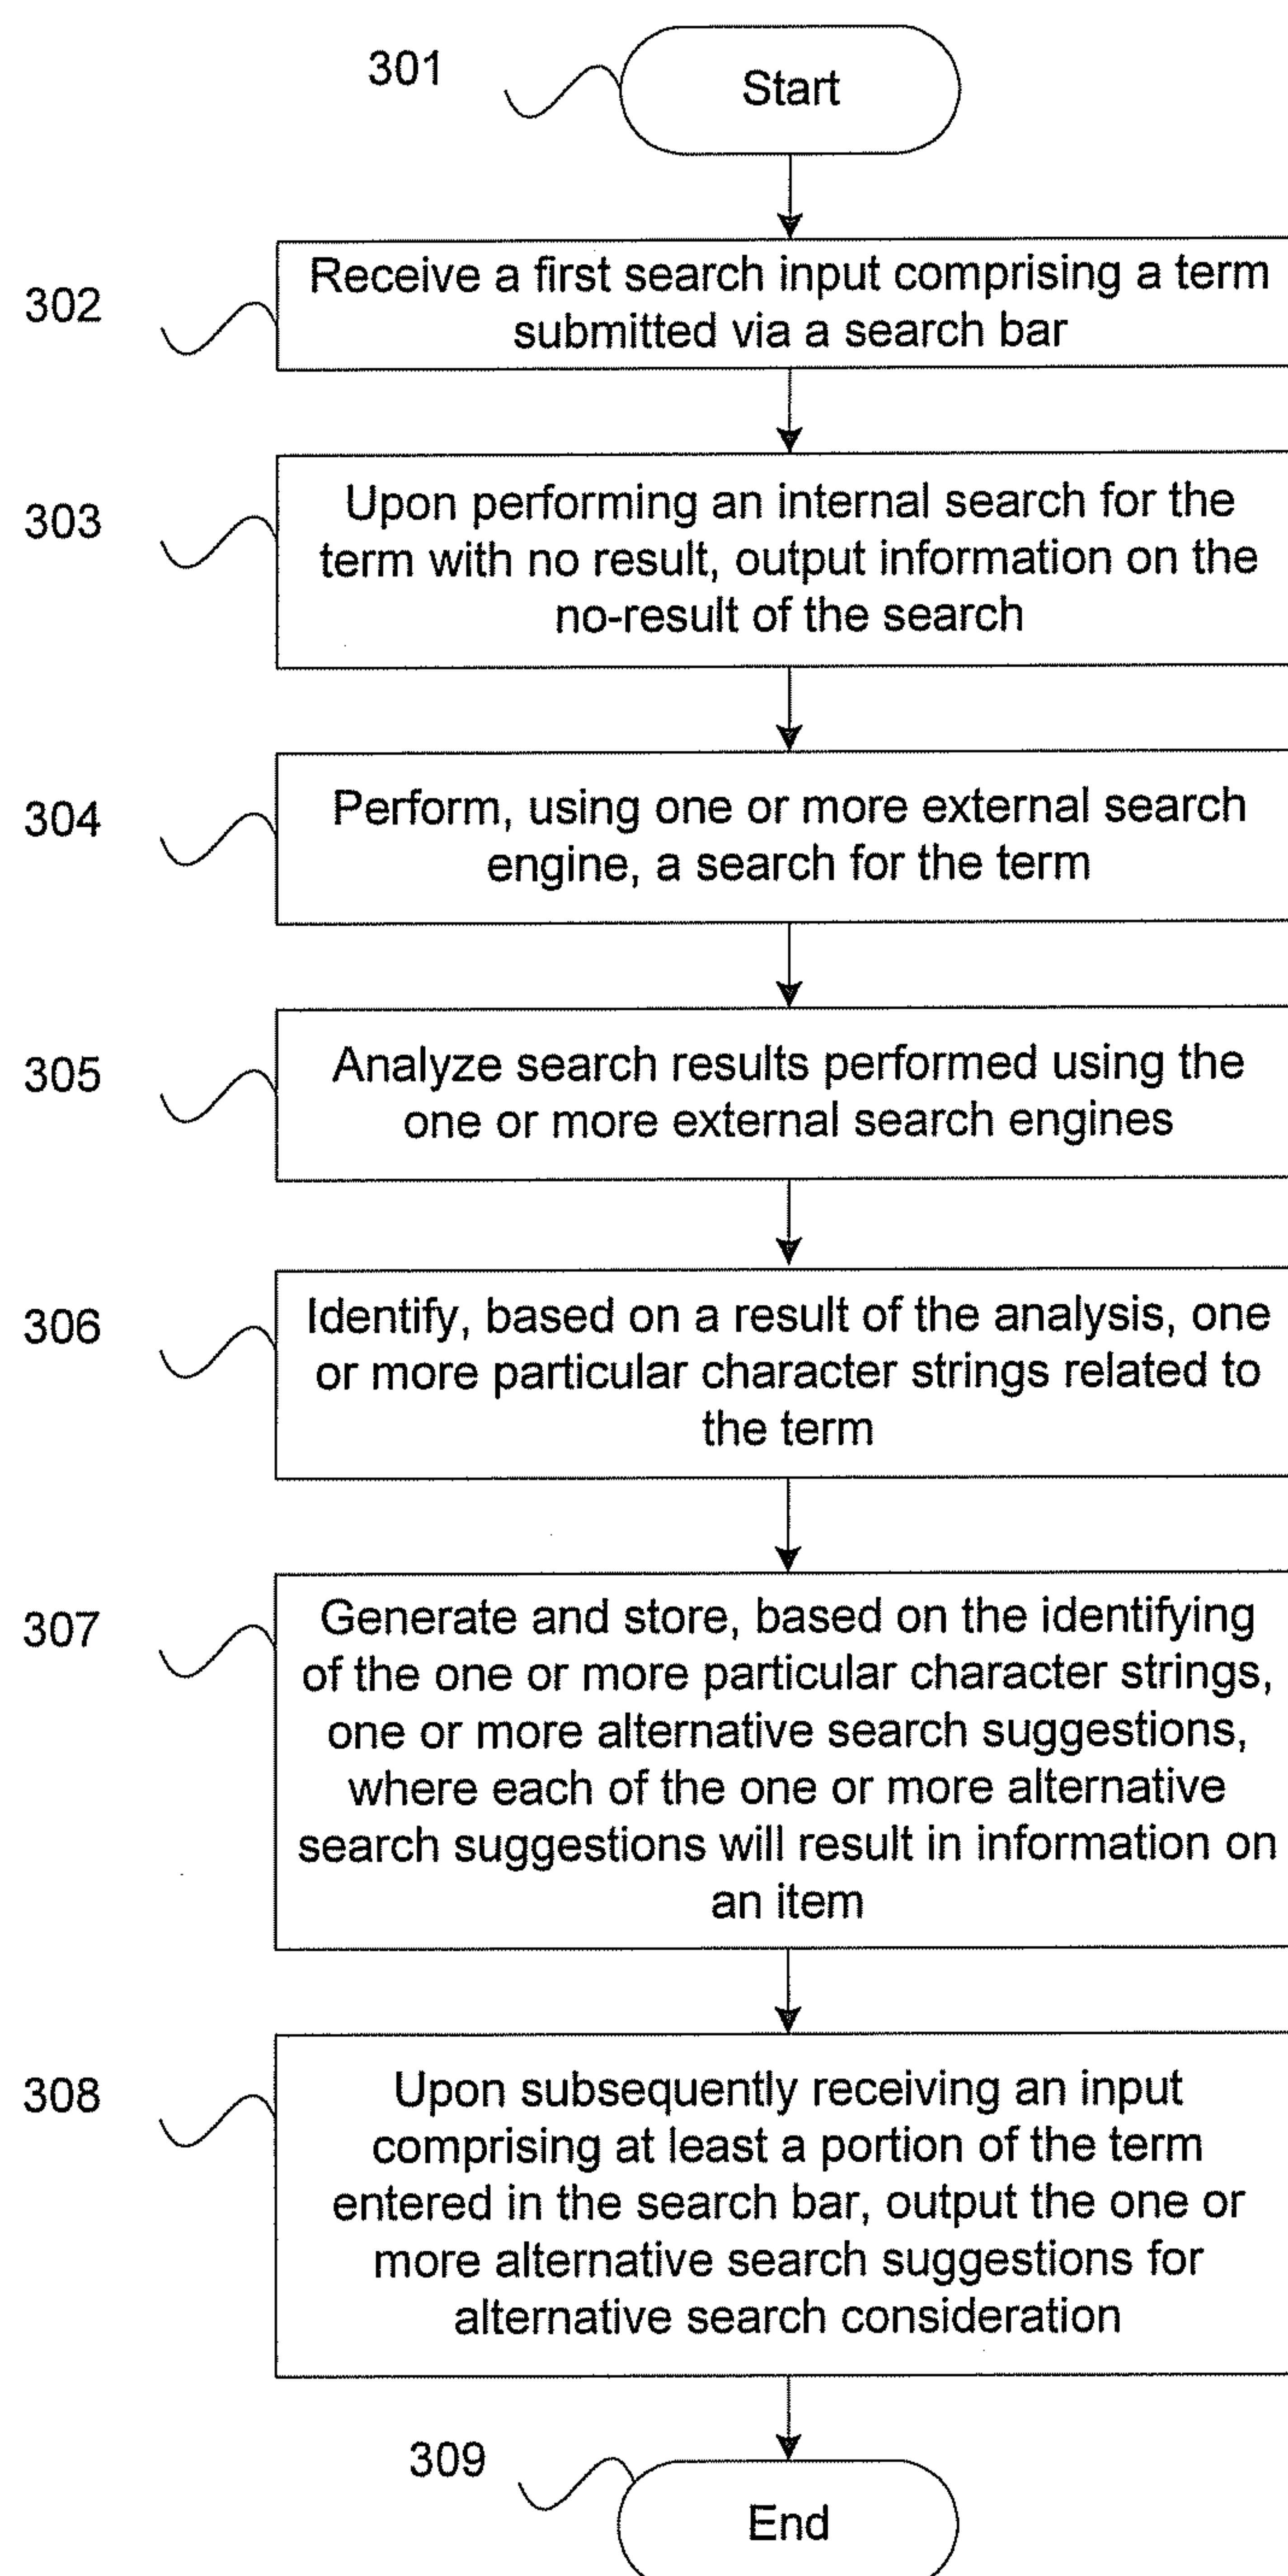 301
Start
302
Receive a first search input comprising a term
submitted via a search bar
303
Upon performing an internal search for the
term with no result, output information on the
no-result of the search
304
Perform, using one or more external search
engine, a search for the term
305
Analyze search results performed using the
one or more external search engines
306
Identify, based on a result of the analysis, one
or more particular character strings related to
the term
307
Generate and store, based on the identifying
of the one or more particular character strings,
one or more alternative search suggestions,
where each of the one or more alternative
search suggestions will result in information on
an item
308
Upon subsequently receiving an input
comprising at least a portion of the term
entered in the search bar, output the one or
more alternative search suggestions for
alternative search consideration
309
End